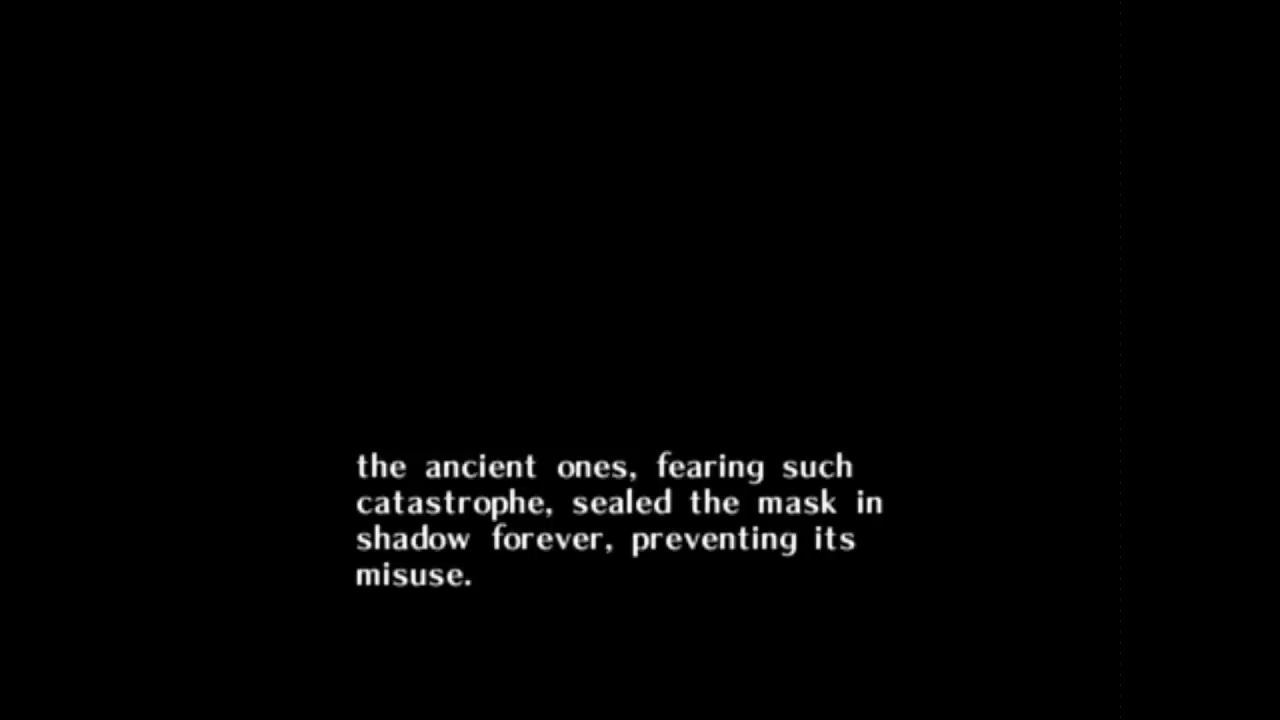 the ancient ones, fearing such
catastrophe, sealed the mask in
shadow forever, preventing its
misuse.